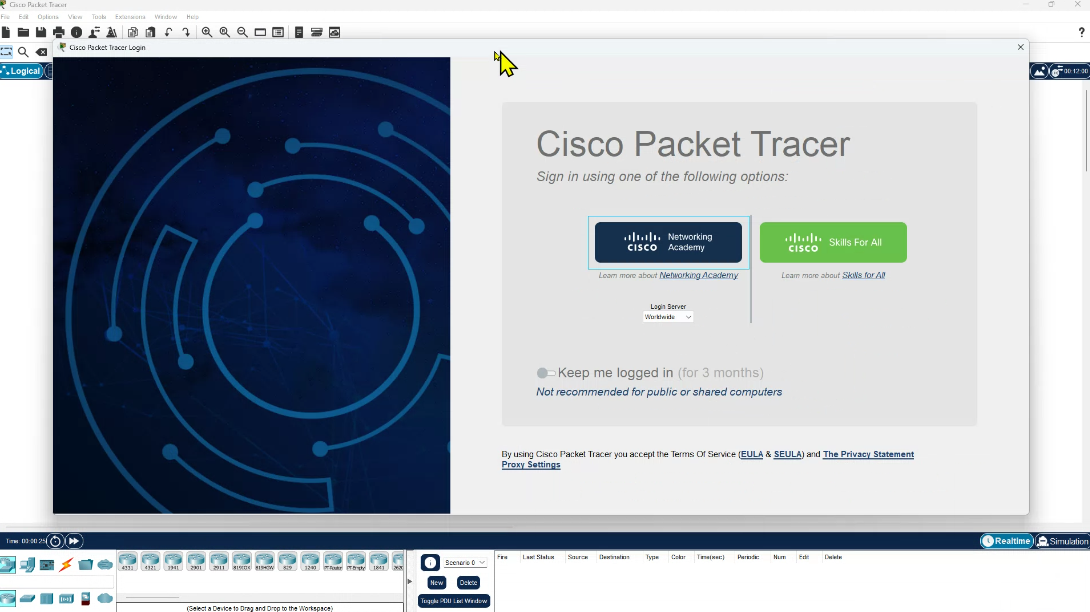 Cisco Packet Tracer
File Edit Options View Tools Extensions Window Help
?
Cisco Packet Tracer Login
Logical
00:12:00
Cisco Packet Tracer
Sign in using one of the following options:
CISCO Networking Academy
CISCO Skills For All
Learn more about Networking Academy
Learn more about Skills for All
Login Server
Worldwide
Keep me logged in (for 3 months)
Not recommended for public or shared computers
By using Cisco Packet Tracer you accept the Terms Of Service (EULA & SEULA) and The Privacy Statement
Proxy Settings
Time: 00:00:25
Realtime
Simulation
4331 4321 1941 2901 2911 819IOX 819HGW 829 1240 PT-Router PT-Empty 1841 2620
Scenario 0
New Delete
Toggle PDU List Window
Fire Last Status Source Destination Type Color Time(sec) Periodic Num Edit Delete
(Select a Device to Drag and Drop to the Workspace)